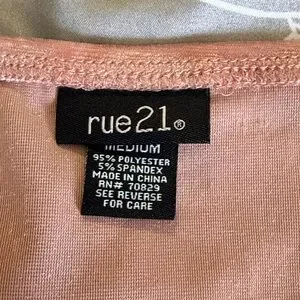 rue21®
MEDIUM
95% POLYESTER
5% SPANDEX
MADE IN CHINA
RN# 70829
SEE REVERSE
FOR CARE